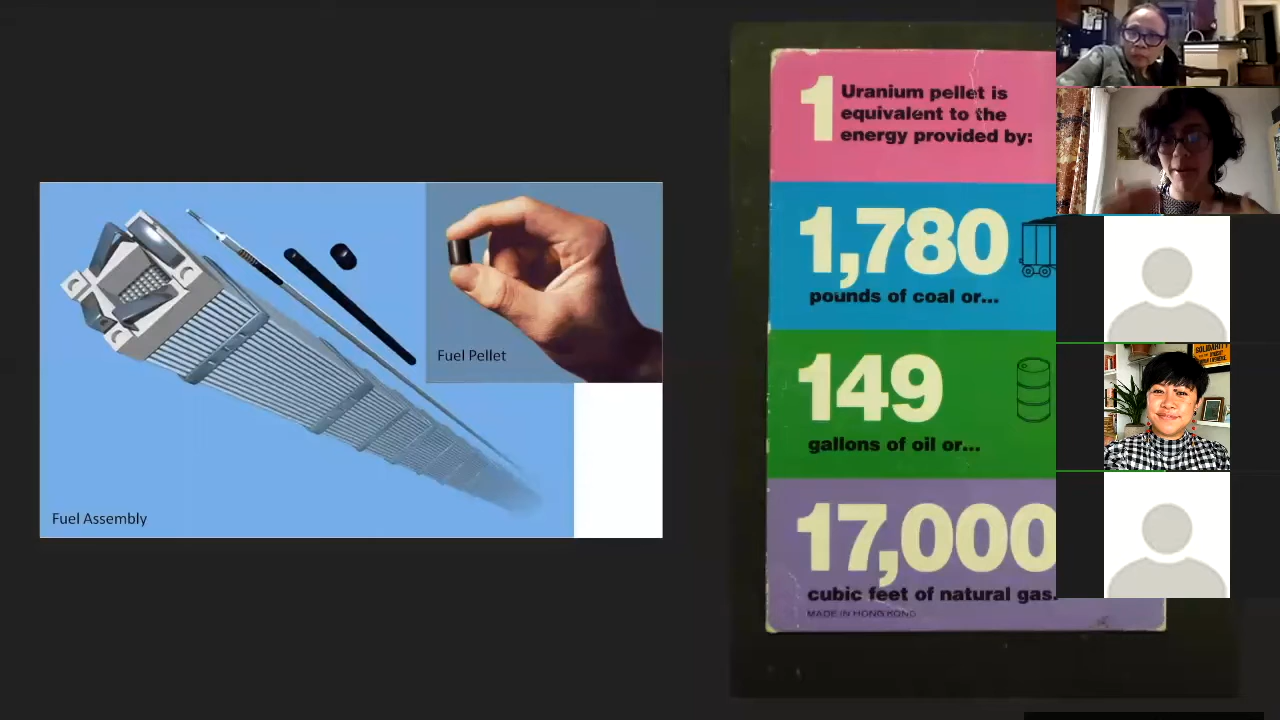 Fuel Pellet
Fuel Assembly
1 Uranium pellet is
equivalent to the
energy provided by:
1,780
pounds of coal or...
149
gallons of oil or...
17,000
cubic feet of natural gas.
MADE IN HONG KONG
SOLIDARITY